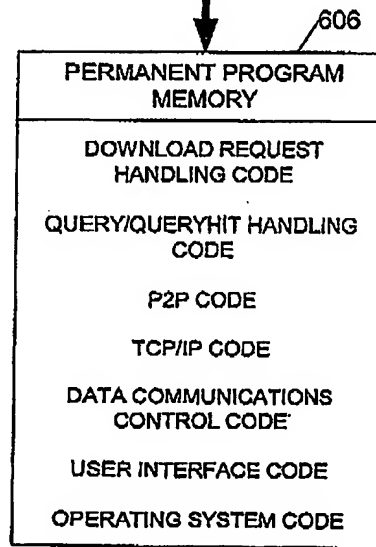 606
PERMANENT PROGRAM
MEMORY
DOWNLOAD REQUEST
HANDLING CODE
QUERY/QUERYHIT HANDLING
CODE
P2P CODE
TCP/IP CODE
DATA COMMUNICATIONS
CONTROL CODE
USER INTERFACE CODE
OPERATING SYSTEM CODE